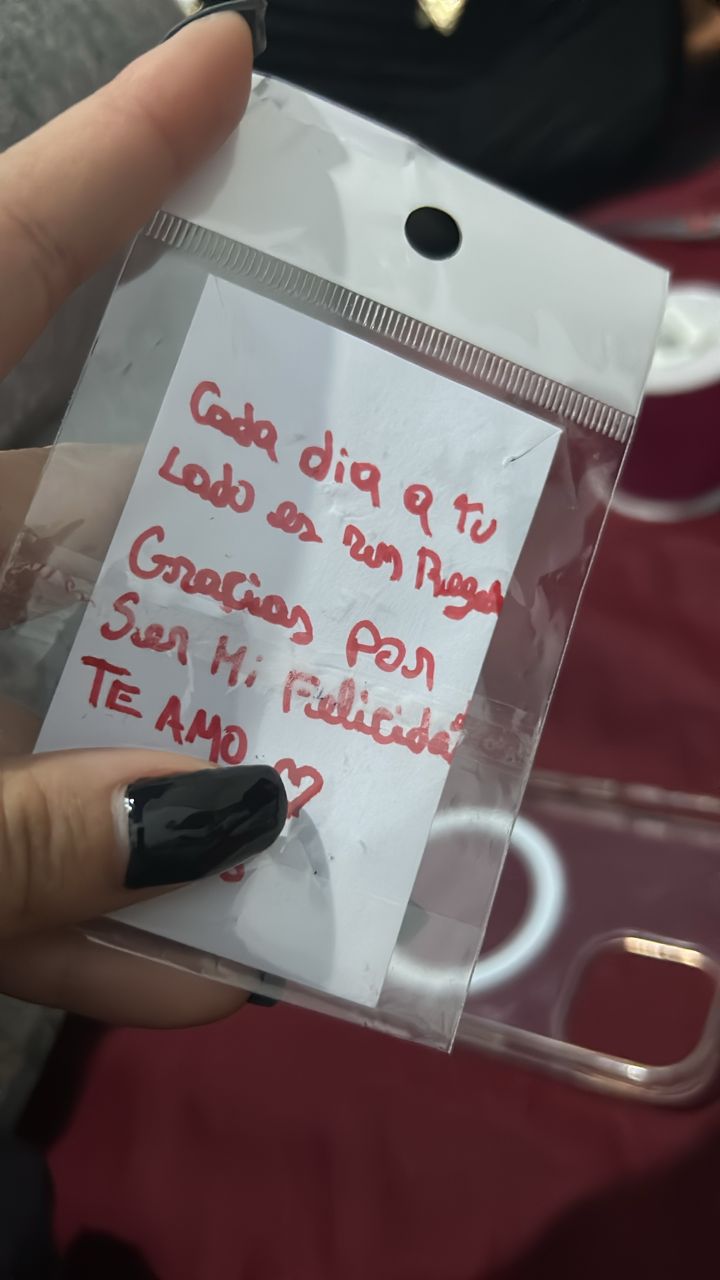 Cada dia a tu
Lado es un Regalo
Gracias por
Ser Mi Felicidad
TE AMO ♡